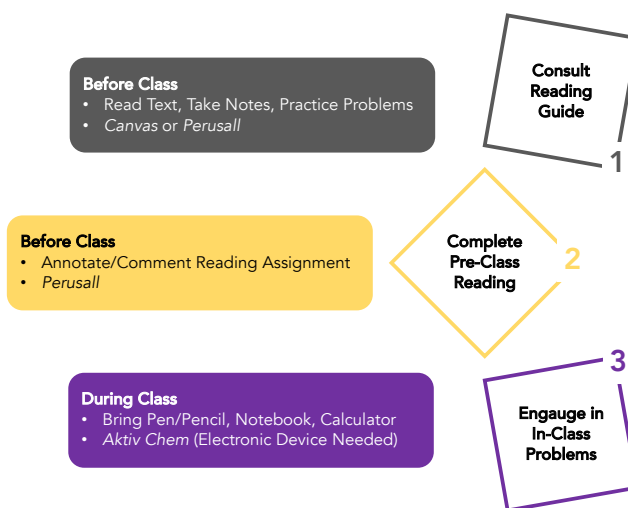 Before Class
• Read Text, Take Notes, Practice Problems
• Canvas or Perusall
Consult
Reading
Guide
1
Before Class
• Annotate/Comment Reading Assignment
• Perusall
Complete
Pre-Class
Reading
2
During Class
• Bring Pen/Pencil, Notebook, Calculator
• Aktiv Chem (Electronic Device Needed)
3
Engauge in
In-Class
Problems